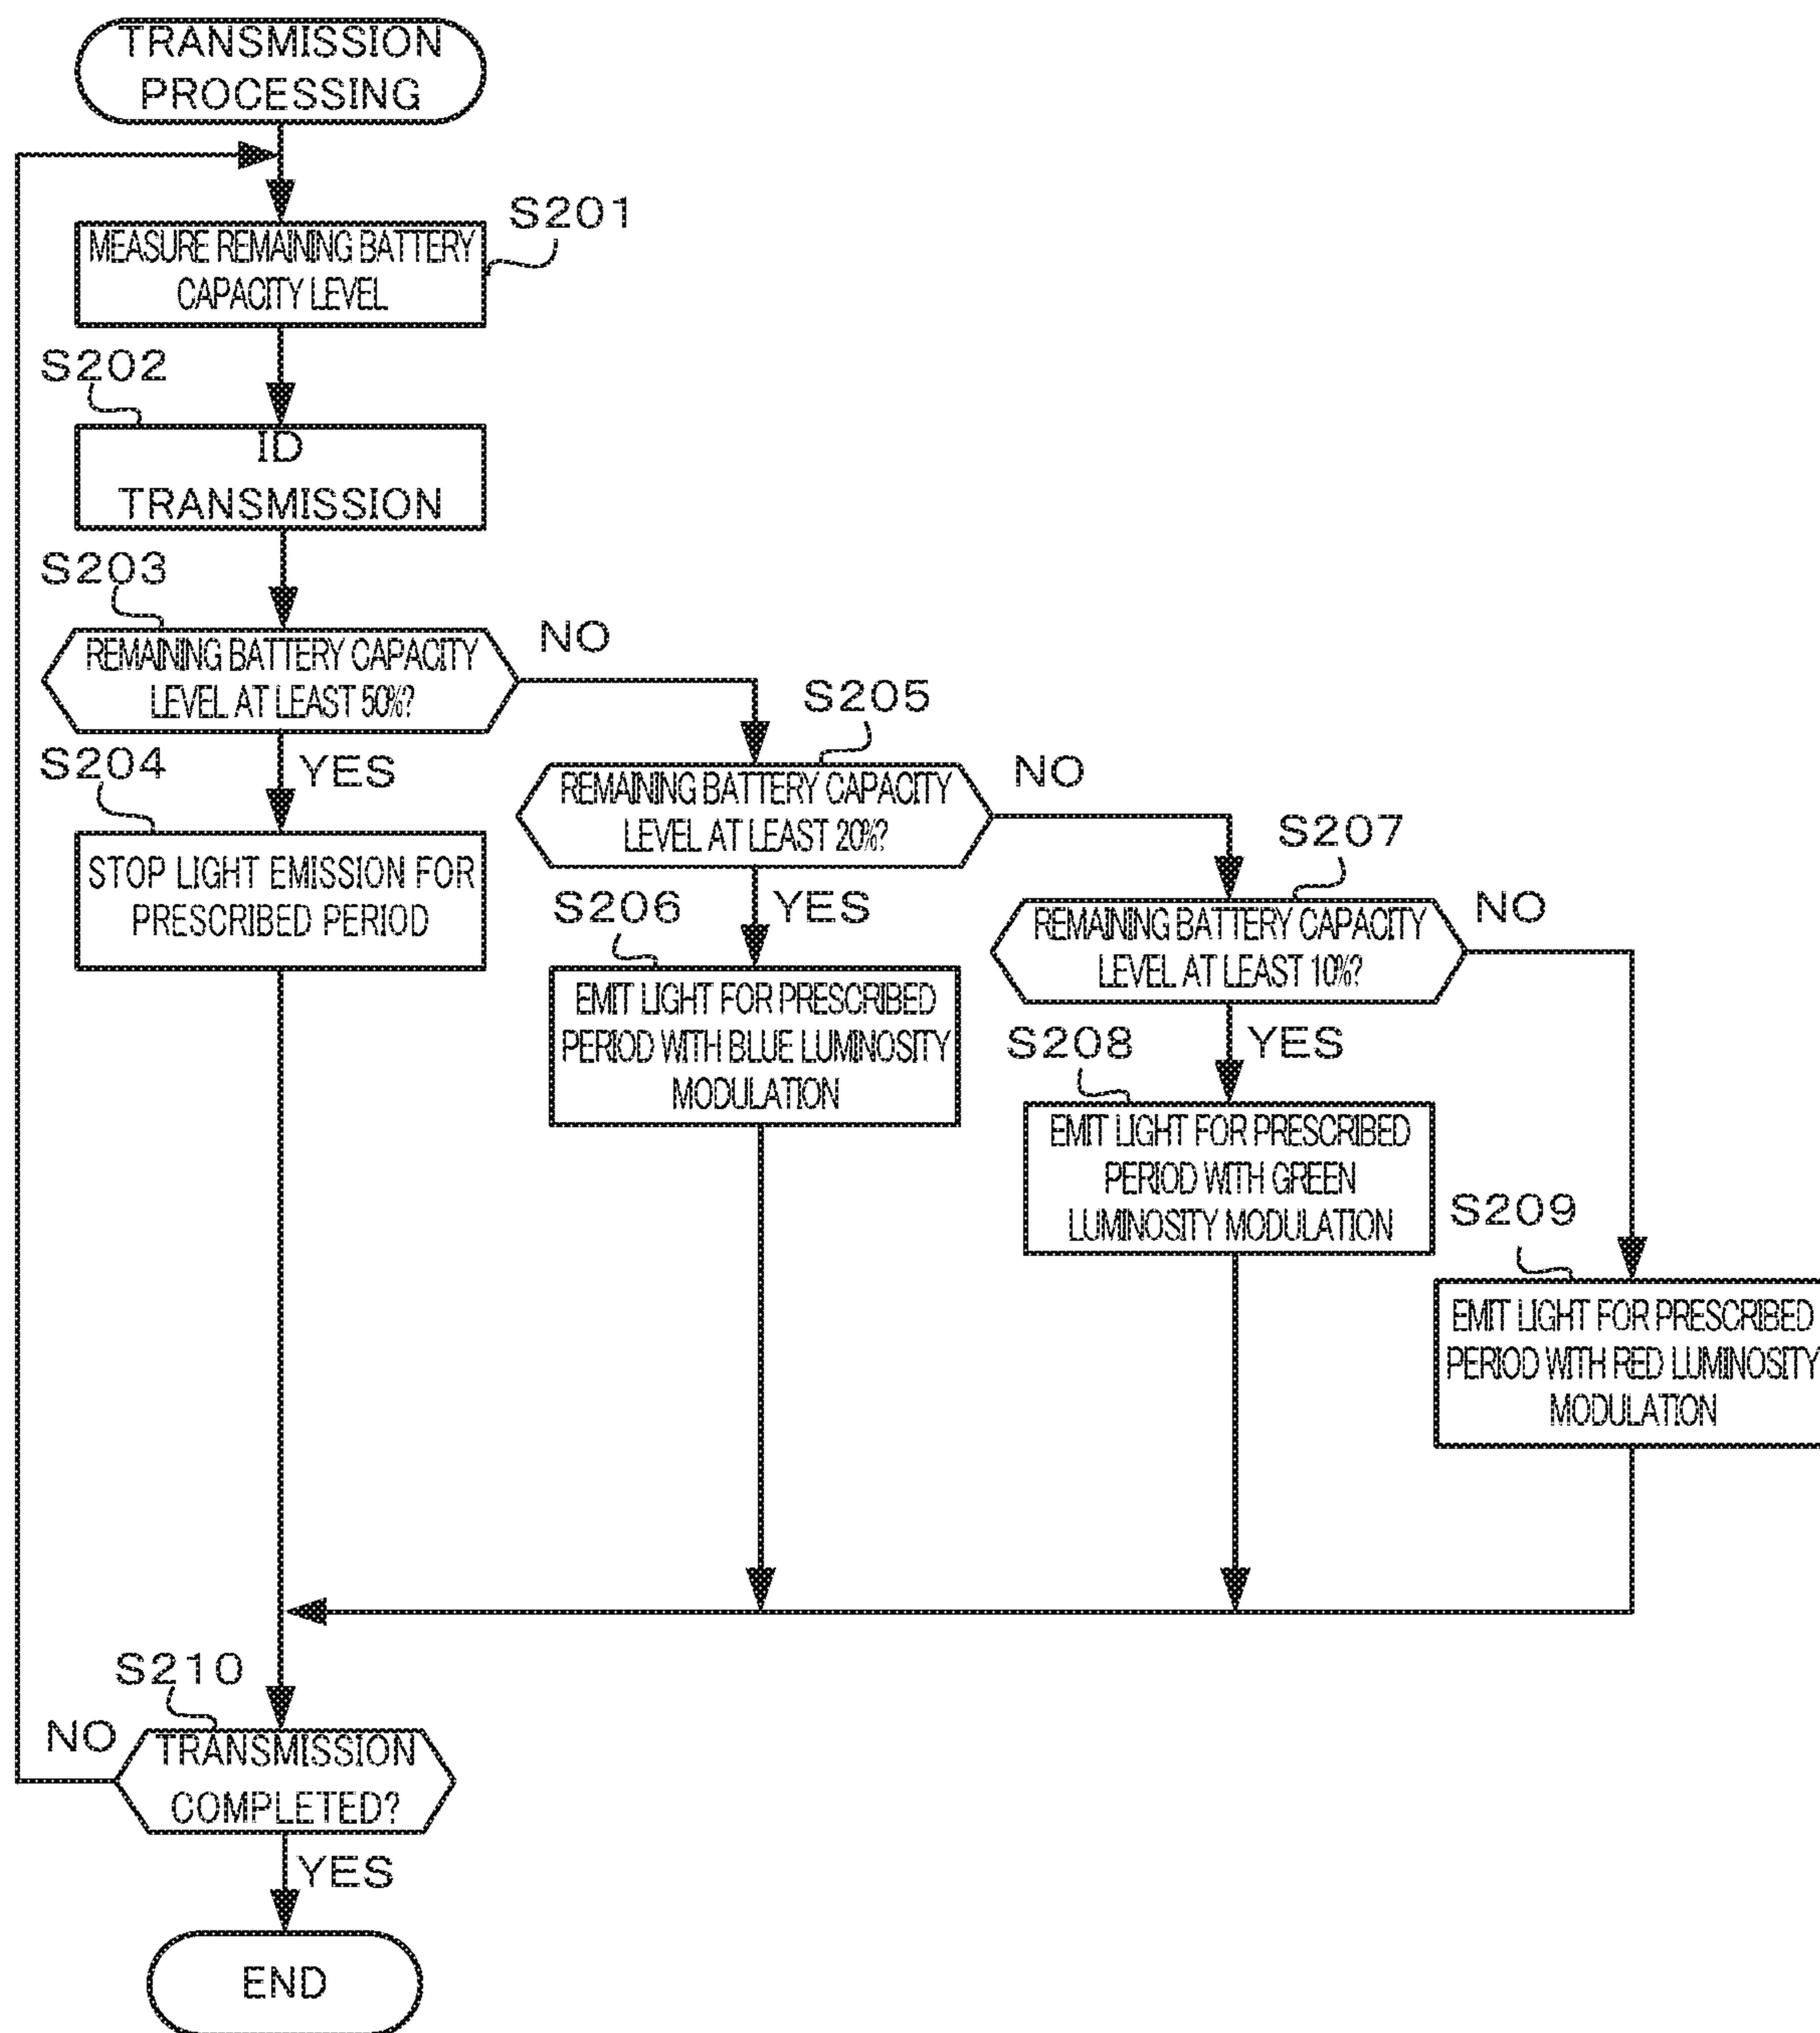 TRANSMISSION
PROCESSING
S201
MEASURE REMAINING BATTERY
CAPACITY LEVEL
S202
ID
TRANSMISSION
S203
REMAINING BATTERY CAPACITY
LEVEL AT LEAST 50%?
NO
YES
S204
STOP LIGHT EMISSION FOR
PRESCRIBED PERIOD
S205
REMAINING BATTERY CAPACITY
LEVEL AT LEAST 20%?
NO
YES
S206
EMIT LIGHT FOR PRESCRIBED
PERIOD WITH BLUE LUMINOSITY
MODULATION
S207
REMAINING BATTERY CAPACITY
LEVEL AT LEAST 10%?
NO
YES
S208
EMIT LIGHT FOR PRESCRIBED
PERIOD WITH GREEN
LUMINOSITY MODULATION
S209
EMIT LIGHT FOR PRESCRIBED
PERIOD WITH RED LUMINOSITY
MODULATION
S210
NO
TRANSMISSION
COMPLETED?
YES
END